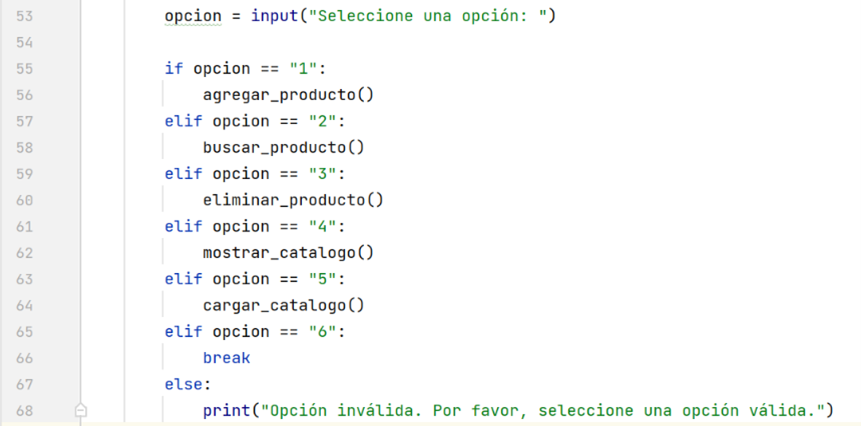 53 opcion = input("Seleccione una opción: ")
54
55 if opcion == "1":
56 agregar_producto()
57 elif opcion == "2":
58 buscar_producto()
59 elif opcion == "3":
60 eliminar_producto()
61 elif opcion == "4":
62 mostrar_catalogo()
63 elif opcion == "5":
64 cargar_catalogo()
65 elif opcion == "6":
66 break
67 else:
68 print("Opción inválida. Por favor, seleccione una opción válida.")